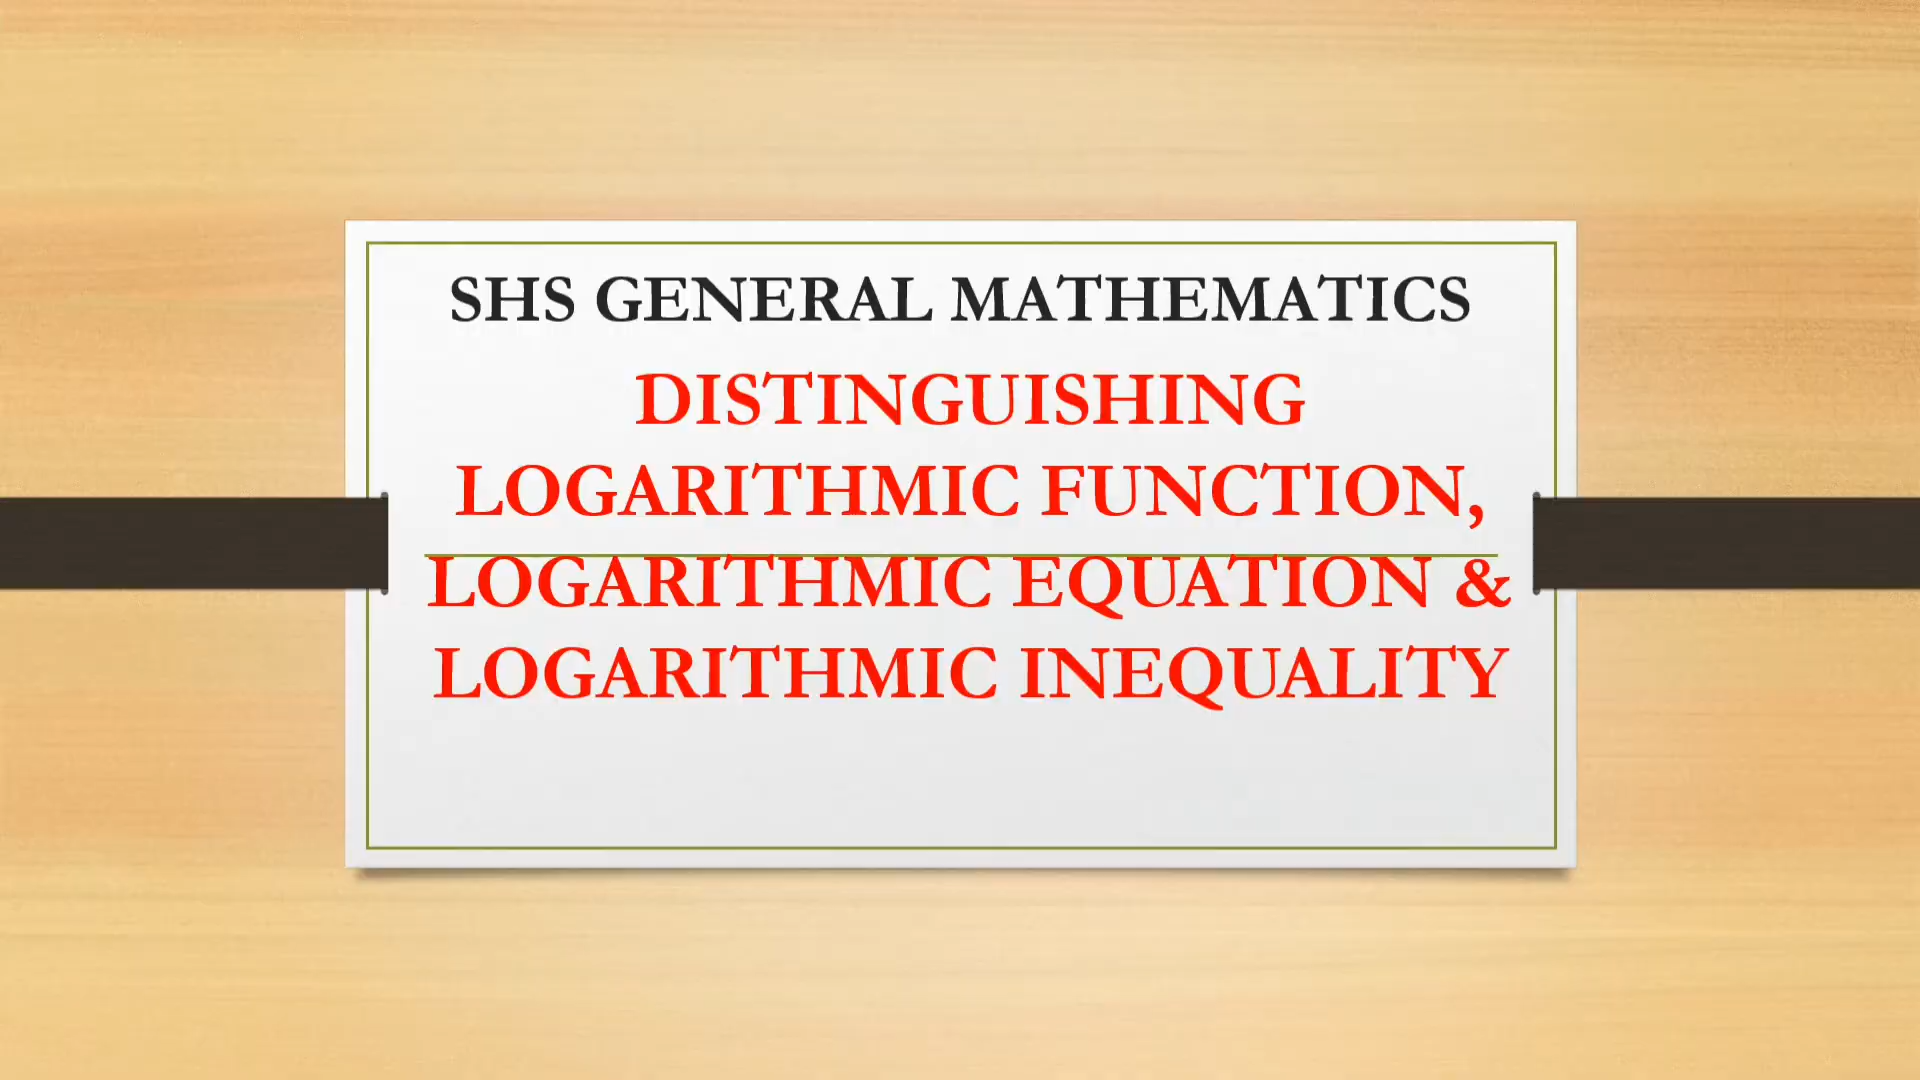 SHS GENERAL MATHEMATICS
DISTINGUISHING
LOGARITHMIC FUNCTION,
LOGARITHMIC EQUATION &
LOGARITHMIC INEQUALITY